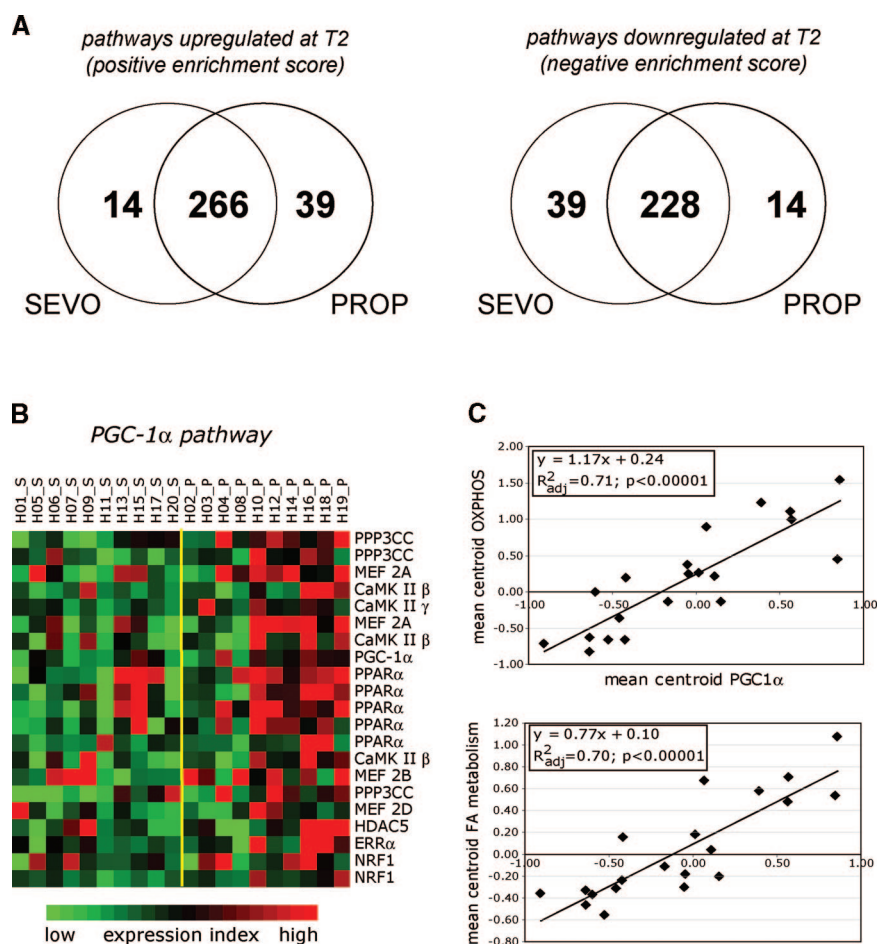 A
pathways upregulated at T2
(positive enrichment score)
14 266 39
SEVO PROP
pathways downregulated at T2
(negative enrichment score)
39 228 14
SEVO PROP
B
PGC-1α pathway
H01_S
H05_S
H06_S
H07_S
H09_S
H11_S
H13_S
H15_S
H17_S
H20_S
H02_P
H03_P
H04_P
H08_P
H10_P
H12_P
H14_P
H16_P
H18_P
H19_P
PPP3CC
PPP3CC
MEF 2A
CaMK II β
CaMK II γ
MEF 2A
CaMK II β
PGC-1α
PPARα
PPARα
PPARα
PPARα
PPARα
CaMK II β
MEF 2B
PPP3CC
MEF 2D
HDAC5
ERRα
NRF1
NRF1
low expression index high
C
mean centroid OXPHOS
2.00
1.50
1.00
0.50
0.00
-0.50
-1.00
y = 1.17x + 0.24
R²adj=0.71; p<0.00001
-1.00 -0.50 0.00 0.50 1.00
mean centroid PGC1α
mean centroid FA metabolism
1.20
1.00
0.80
0.60
0.40
0.20
0.00
-0.20
-0.40
-0.60
-0.80
y = 0.77x + 0.10
R²adj=0.70; p<0.00001
-1.00 -0.50 0.00 0.50 1.00